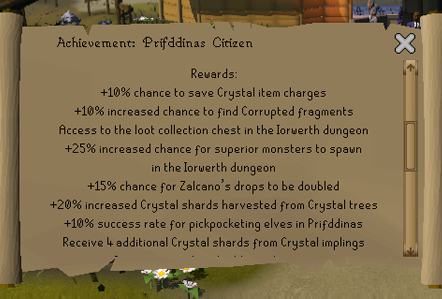 Achievement: Prifddinas Citizen
Rewards:
+10% chance to save Crystal item charges
+10% increased chance to find Corrupted fragments
Access to the loot collection chest in the Iorwerth dungeon
+25% increased chance for superior monsters to spawn
in the Iorwerth dungeon
+15% chance for Zalcano's drops to be doubled
+20% increased Crystal shards harvested from Crystal trees
+10% success rate for pickpocketing elves in Prifddinas
Receive 4 additional Crystal shards from Crystal implings